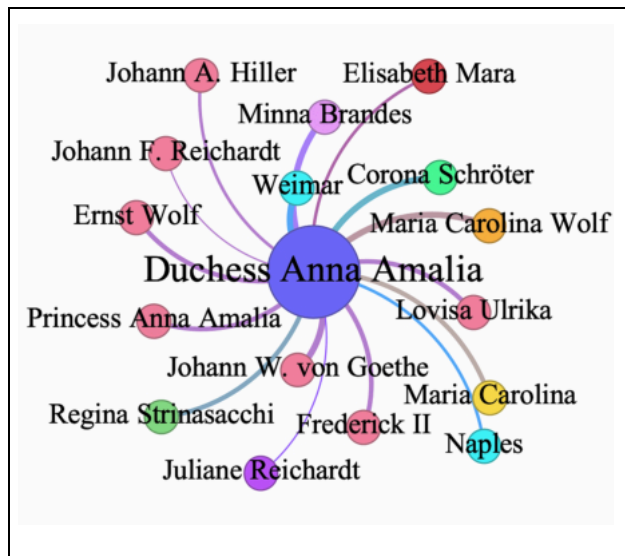 Johann A. Hiller
Elisabeth Mara
Minna Brandes
Johann F. Reichardt
Corona Schröter
Weimar
Ernst Wolf
Maria Carolina Wolf
Duchess Anna Amalia
Lovisa Ulrika
Princess Anna Amalia
Johann W. von Goethe
Maria Carolina
Regina Strinasacchi
Frederick II
Naples
Juliane Reichardt